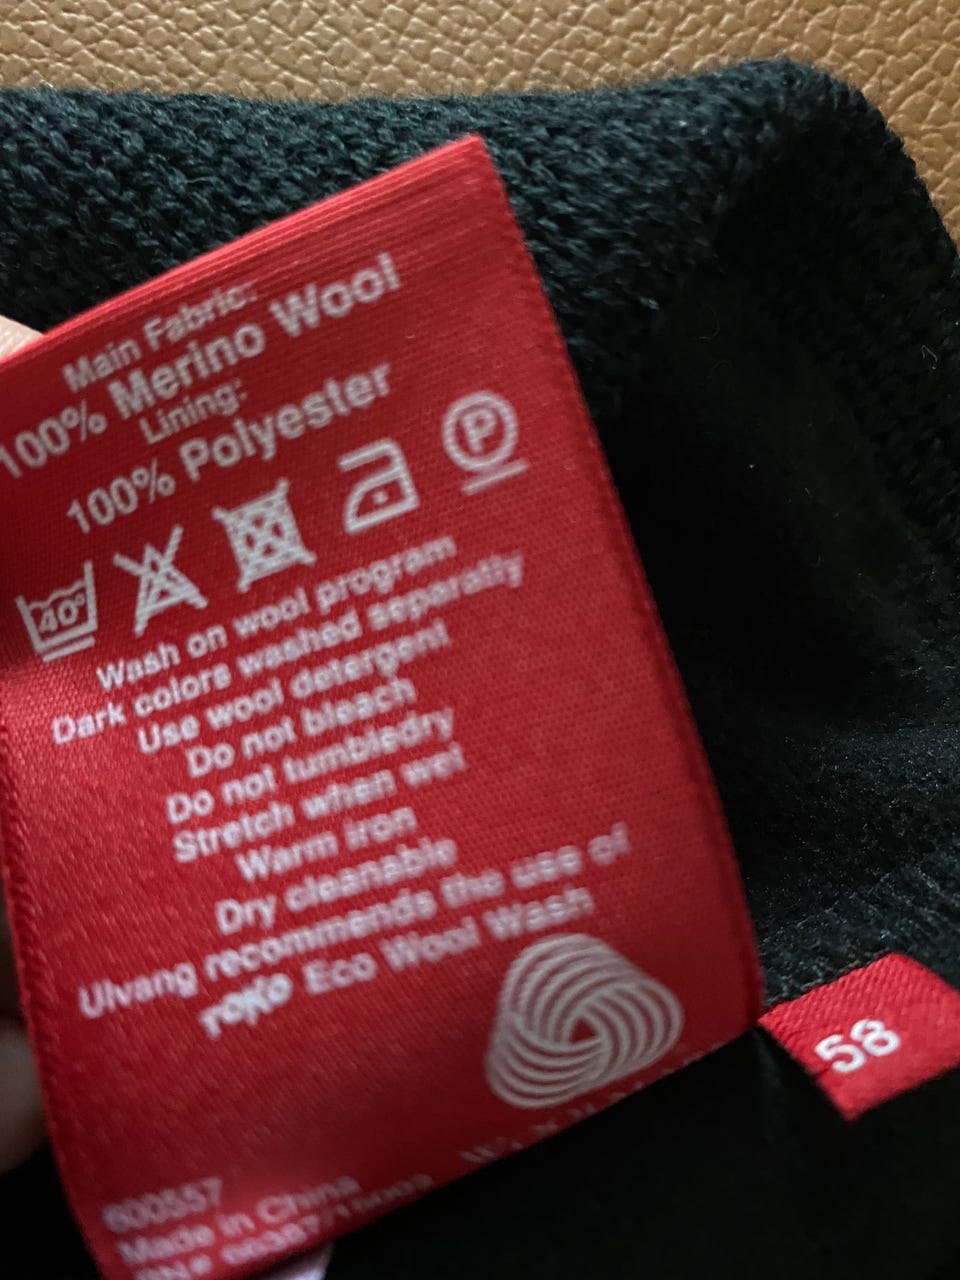 Main Fabric:
100% Merino Wool
Lining:
100% Polyester
40°
P
Wash on wool program
Dark colors washed separatly
Use wool detergent
Do not bleach
Do not tumbledry
Stretch when wet
Warm iron
Dry cleanable
Ulvang recommends the use of
TOKO Eco Wool Wash
58
600557
Made in China